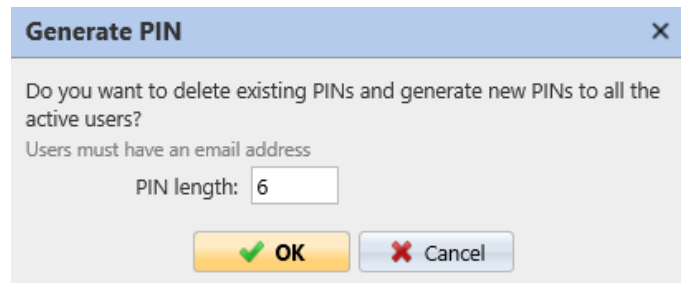 Generate PIN
Do you want to delete existing PINs and generate new PINs to all the
active users?
Users must have an email address
PIN length: 6
OK Cancel